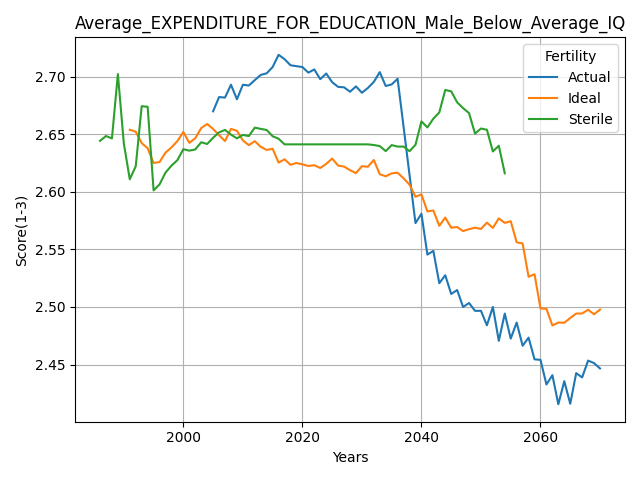 Average_EXPENDITURE_FOR_EDUCATION_Male_Below_Average_IQ
Fertility
Actual
Ideal
Sterile
Score(1-3)
2.70
2.65
2.60
2.55
2.50
2.45
2000 2020 2040 2060
Years